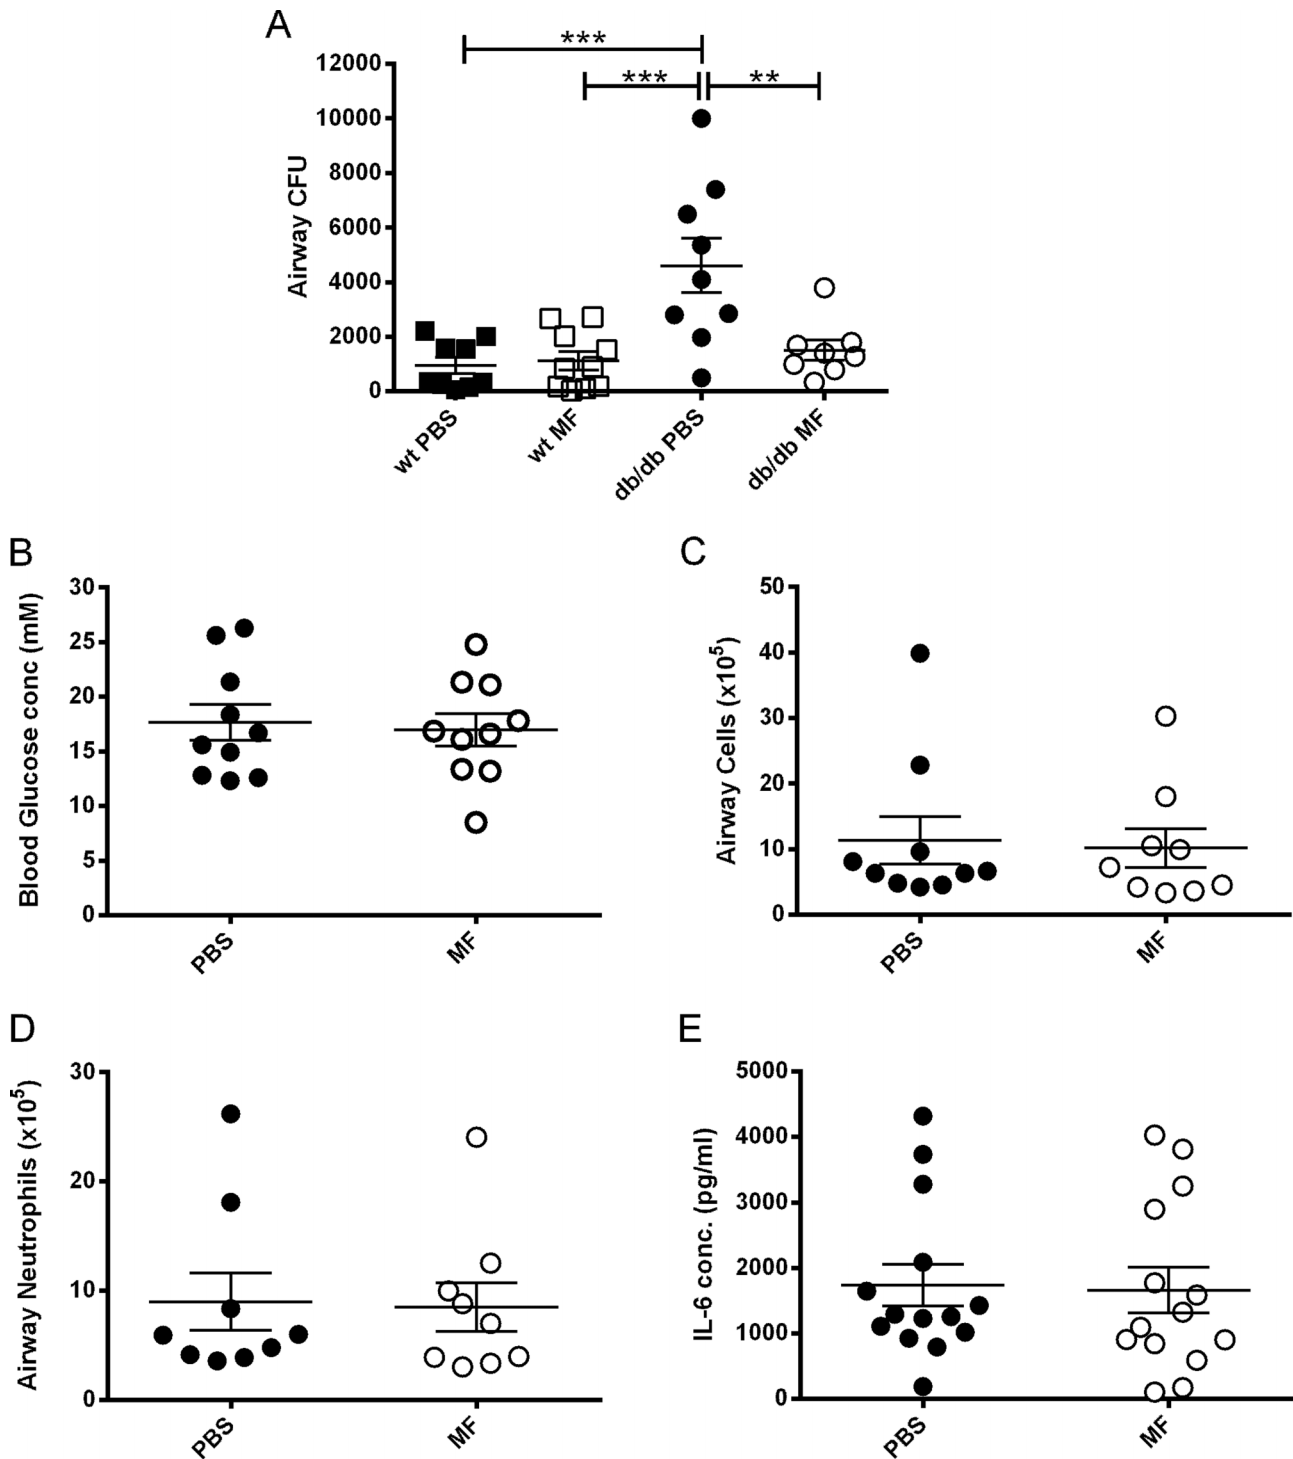 A
***
12000
*** **
10000
8000
6000
4000
2000
0
Airway CFU
wt PBS
wt MF
db/db PBS
db/db MF
B
30
25
20
15
10
5
0
Blood Glucose conc (mM)
PBS
MF
C
50
40
30
20
10
0
Airway Cells (x10⁵)
PBS
MF
D
30
20
10
0
Airway Neutrophils (x10⁵)
PBS
MF
E
5000
4000
3000
2000
1000
0
IL-6 conc. (pg/ml)
PBS
MF